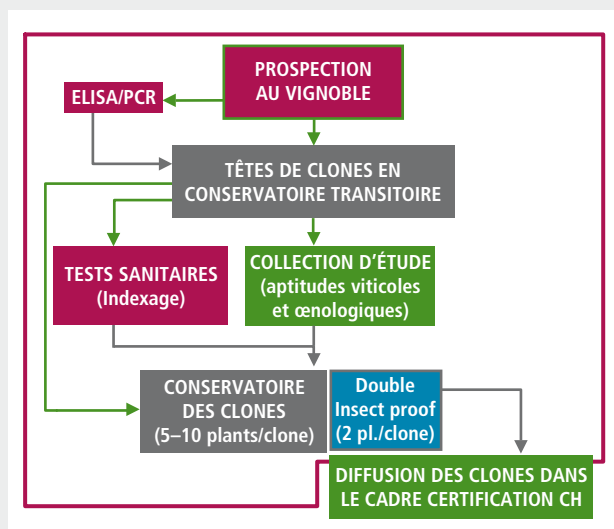 PROSPECTION
AU VIGNOBLE
ELISA/PCR
TÊTES DE CLONES EN
CONSERVATOIRE TRANSITOIRE
TESTS SANITAIRES
(Indexage)
COLLECTION D’ÉTUDE
(aptitudes viticoles
et œnologiques)
CONSERVATOIRE
DES CLONES
(5–10 plants/clone)
Double
Insect proof
(2 pl./clone)
DIFFUSION DES CLONES DANS
LE CADRE CERTIFICATION CH